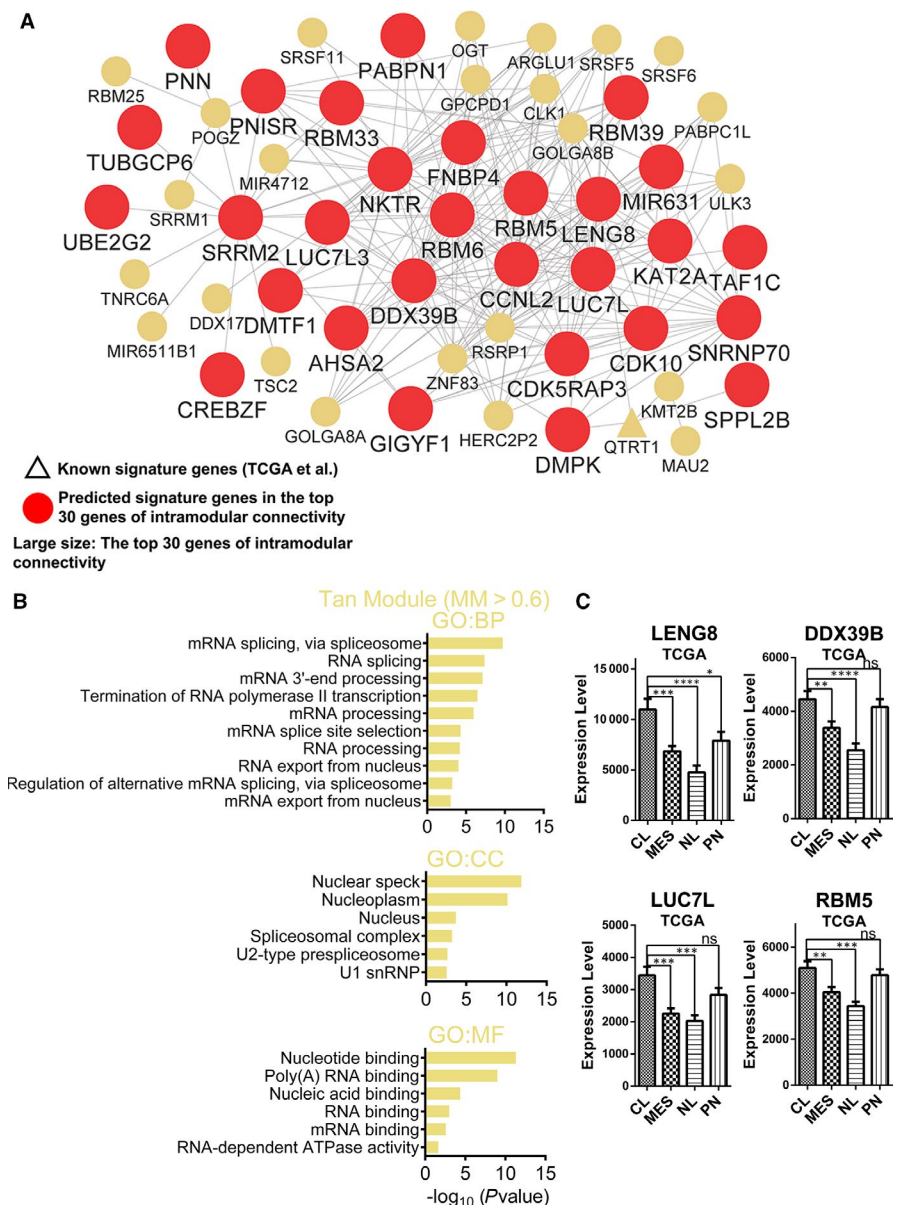 A
OGT
SRSF11
ARGLU1
SRSF5
PNN
PABPN1
SRSF6
RBM25
GPCPD1
CLK1
POGZ
PNISR
RBM33
RBM39
PABPC1L
TUBGCP6
GOLGA8B
MIR4712
FNBP4
NKTR
MIR631
ULK3
SRRM1
RBM5
LENG8
UBE2G2
SRRM2
LUC7L3
RBM6
KAT2A
TAF1C
TNRC6A
CCNL2
LUC7L
DDX17
DMTF1
DDX39B
MIR6511B1
RSRP1
SNRNP70
AHSA2
CDK10
TSC2
ZNF83
CDK5RAP3
CREBZF
KMT2B
SPPL2B
GOLGA8A
GIGYF1
HERC2P2
QTRT1
DMPK
MAU2
Known signature genes (TCGA et al.)
Predicted signature genes in the top
30 genes of intramodular connectivity
Large size: The top 30 genes of intramodular
connectivity
B
Tan Module (MM > 0.6)
GO:BP
mRNA splicing, via spliceosome
RNA splicing
mRNA 3'-end processing
Termination of RNA polymerase II transcription
mRNA processing
mRNA splice site selection
RNA processing
RNA export from nucleus
Regulation of alternative mRNA splicing, via spliceosome
mRNA export from nucleus
0 5 10 15
GO:CC
Nuclear speck
Nucleoplasm
Nucleus
Spliceosomal complex
U2-type prespliceosome
U1 snRNP
0 5 10 15
GO:MF
Nucleotide binding
Poly(A) RNA binding
Nucleic acid binding
RNA binding
mRNA binding
RNA-dependent ATPase activity
0 5 10 15
-log10 (Pvalue)
C
LENG8
TCGA
Expression Level
15 000
10 000
5000
0
*
****
***
CL MES NL PN
DDX39B
TCGA
Expression Level
6000
4000
2000
0
ns
****
**
CL MES NL PN
LUC7L
TCGA
Expression Level
5000
4000
3000
2000
1000
0
ns
***
***
CL MES NL PN
RBM5
TCGA
Expression Level
6000
4000
2000
0
ns
***
**
CL MES NL PN